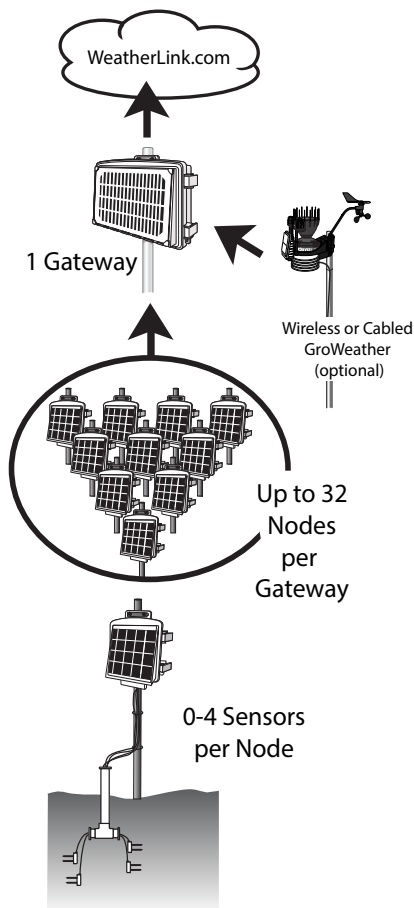 WeatherLink.com
1 Gateway
Wireless or Cabled
GroWeather
(optional)
Up to 32
Nodes
per
Gateway
0-4 Sensors
per Node